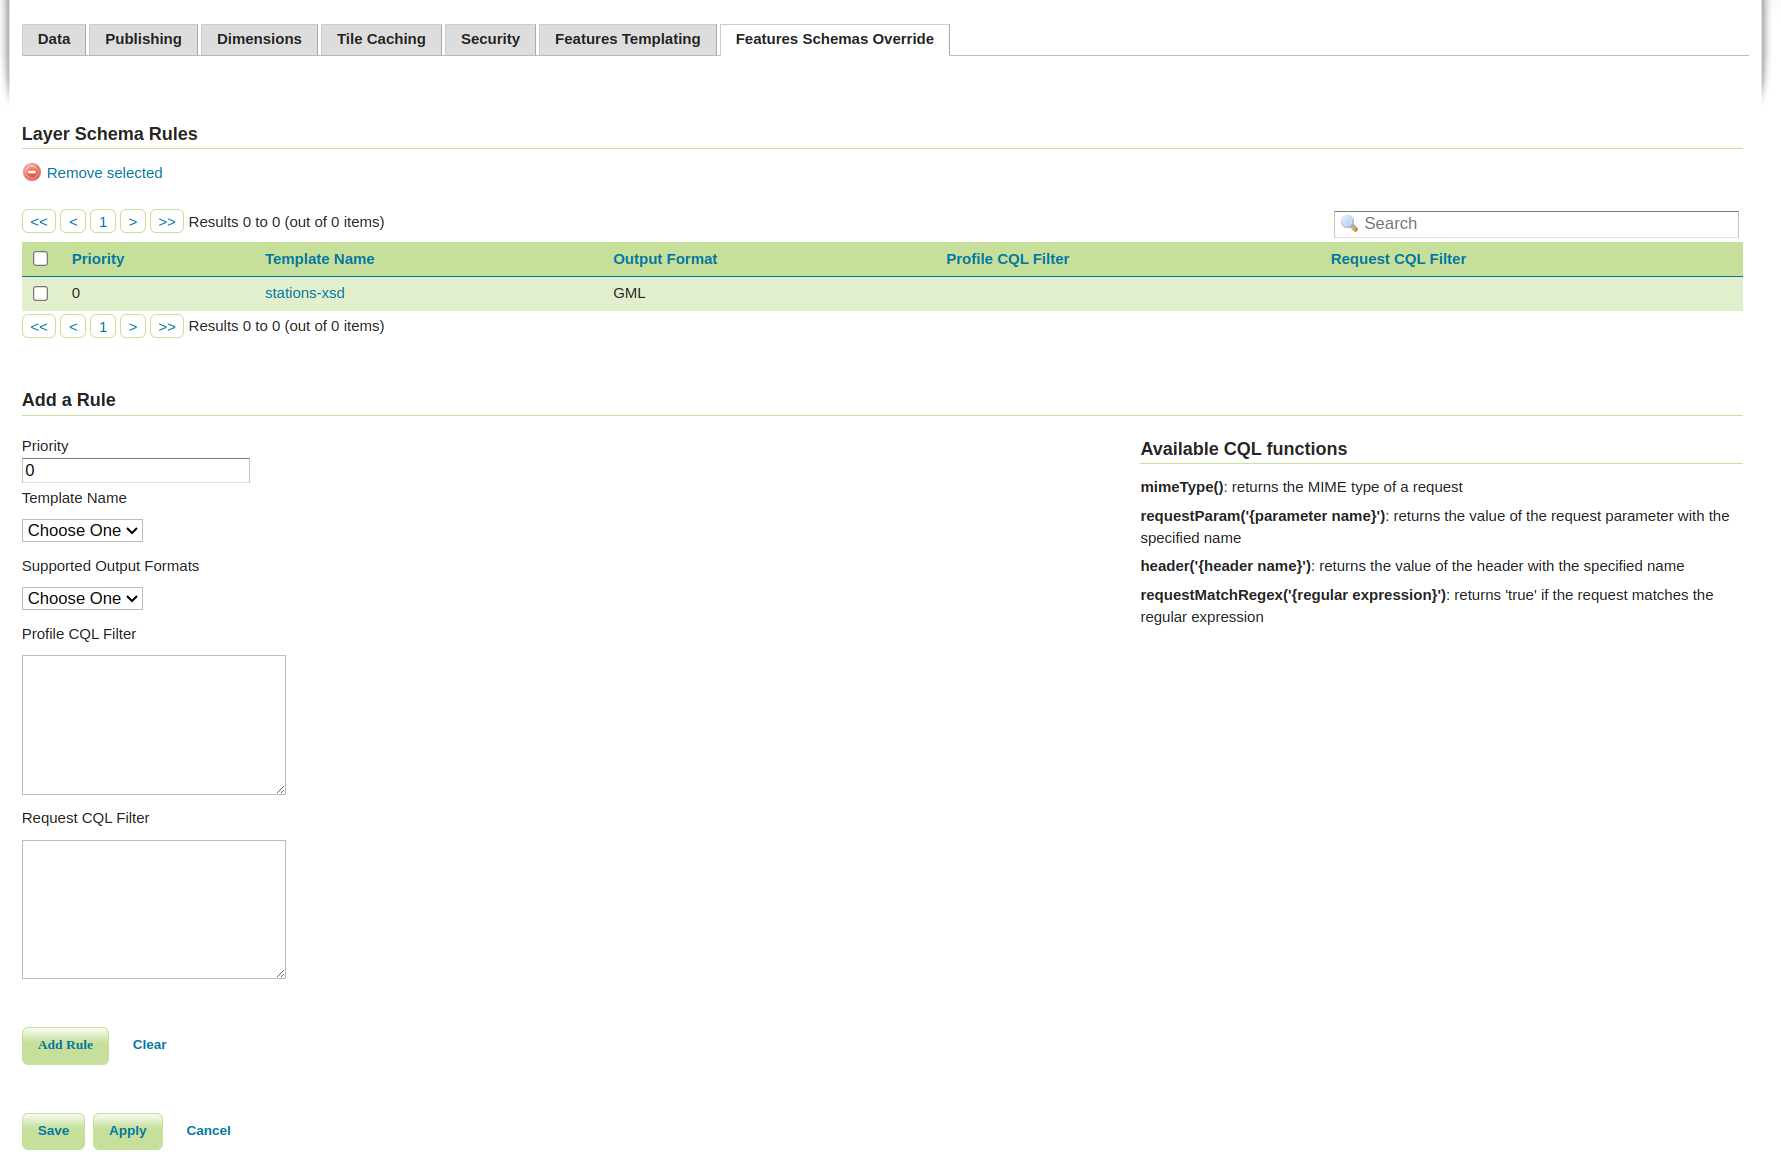 Data Publishing Dimensions Tile Caching Security Features Templating Features Schemas Override
Layer Schema Rules
Remove selected
<< < 1 > >> Results 0 to 0 (out of 0 items)
Search
Priority Template Name Output Format Profile CQL Filter Request CQL Filter
0 stations-xsd GML
<< < 1 > >> Results 0 to 0 (out of 0 items)
Add a Rule
Priority
0
Template Name
Choose One
Supported Output Formats
Choose One
Profile CQL Filter
Request CQL Filter
Available CQL functions
mimeType(): returns the MIME type of a request
requestParam('{parameter name}'): returns the value of the request parameter with the
specified name
header('{header name}'): returns the value of the header with the specified name
requestMatchRegex('{regular expression}'): returns 'true' if the request matches the
regular expression
Add Rule Clear
Save Apply Cancel